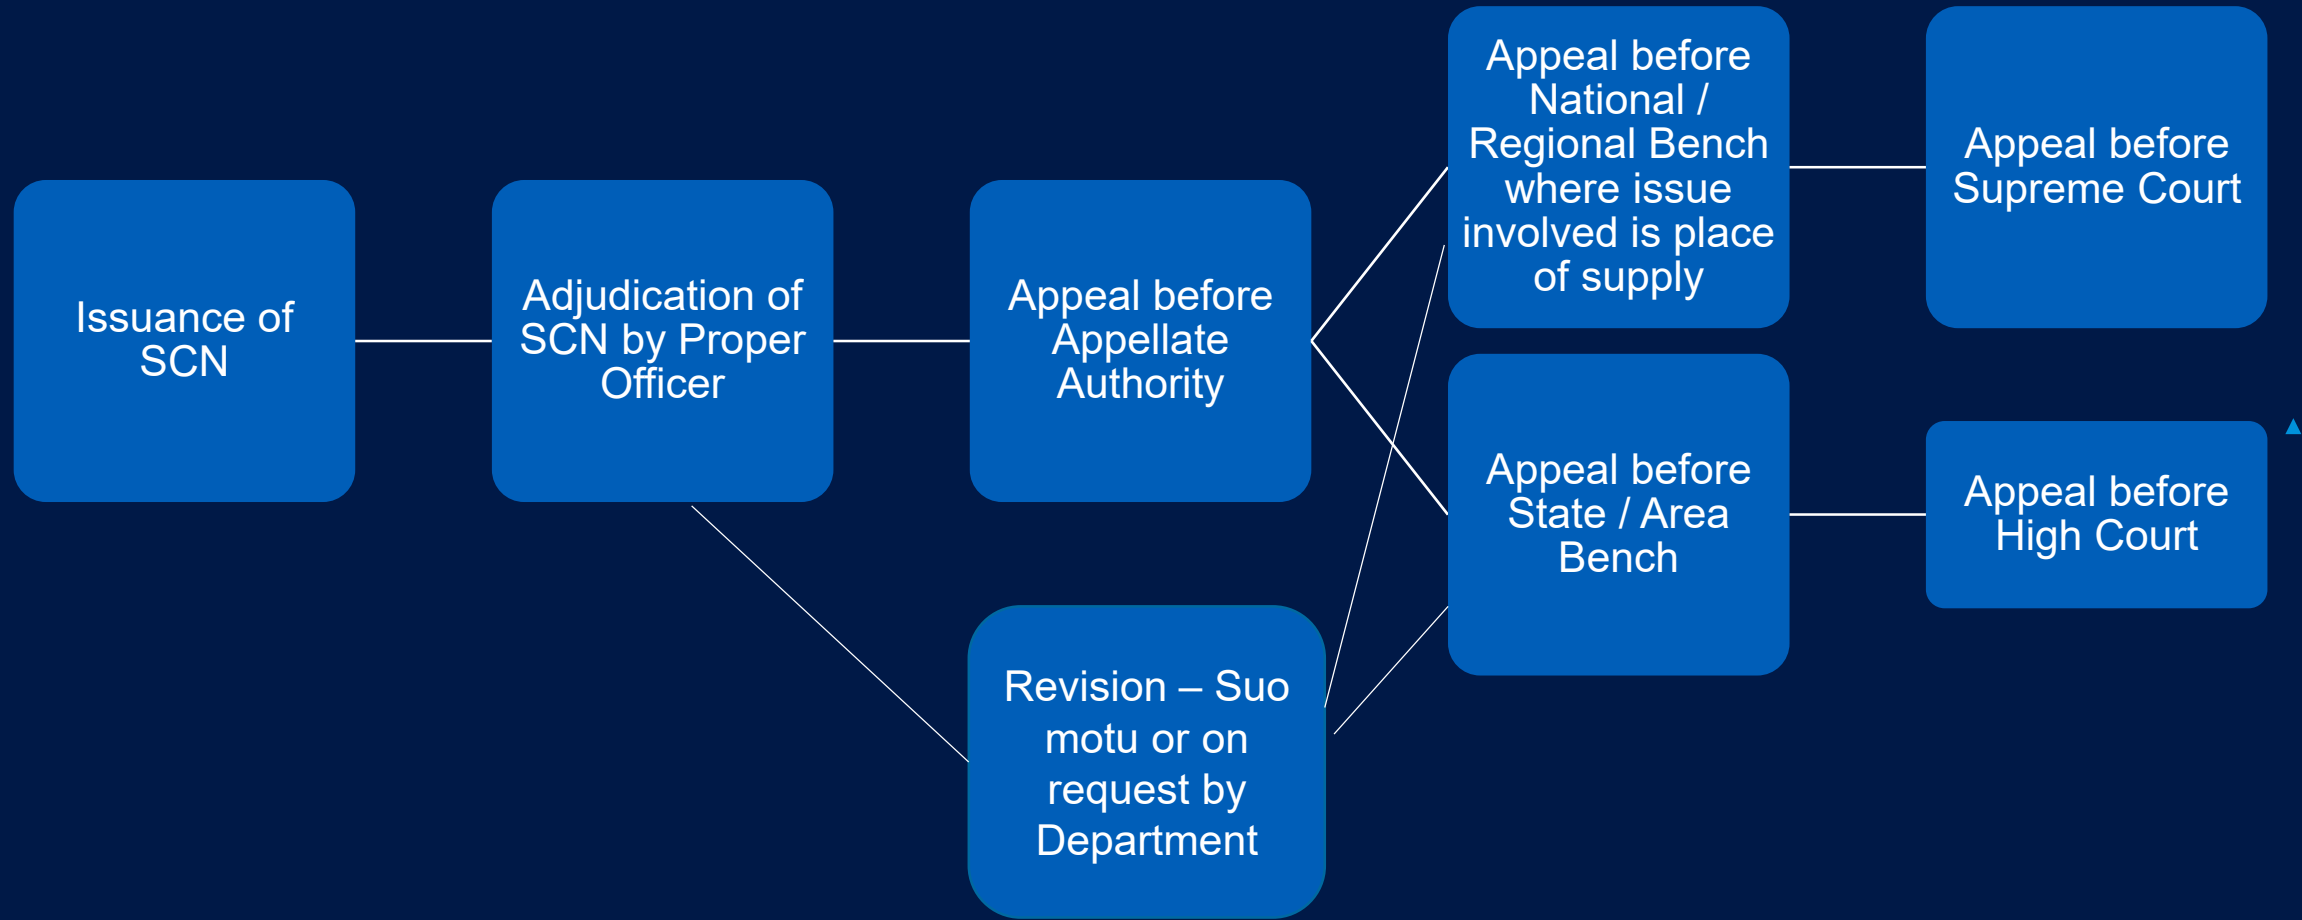 Issuance of
SCN
Adjudication of
SCN by Proper
Officer
Appeal before
Appellate
Authority
Appeal before
National /
Regional Bench
where issue
involved is place
of supply
Appeal before
Supreme Court
Appeal before
State / Area
Bench
Appeal before
High Court
Revision – Suo
motu or on
request by
Department